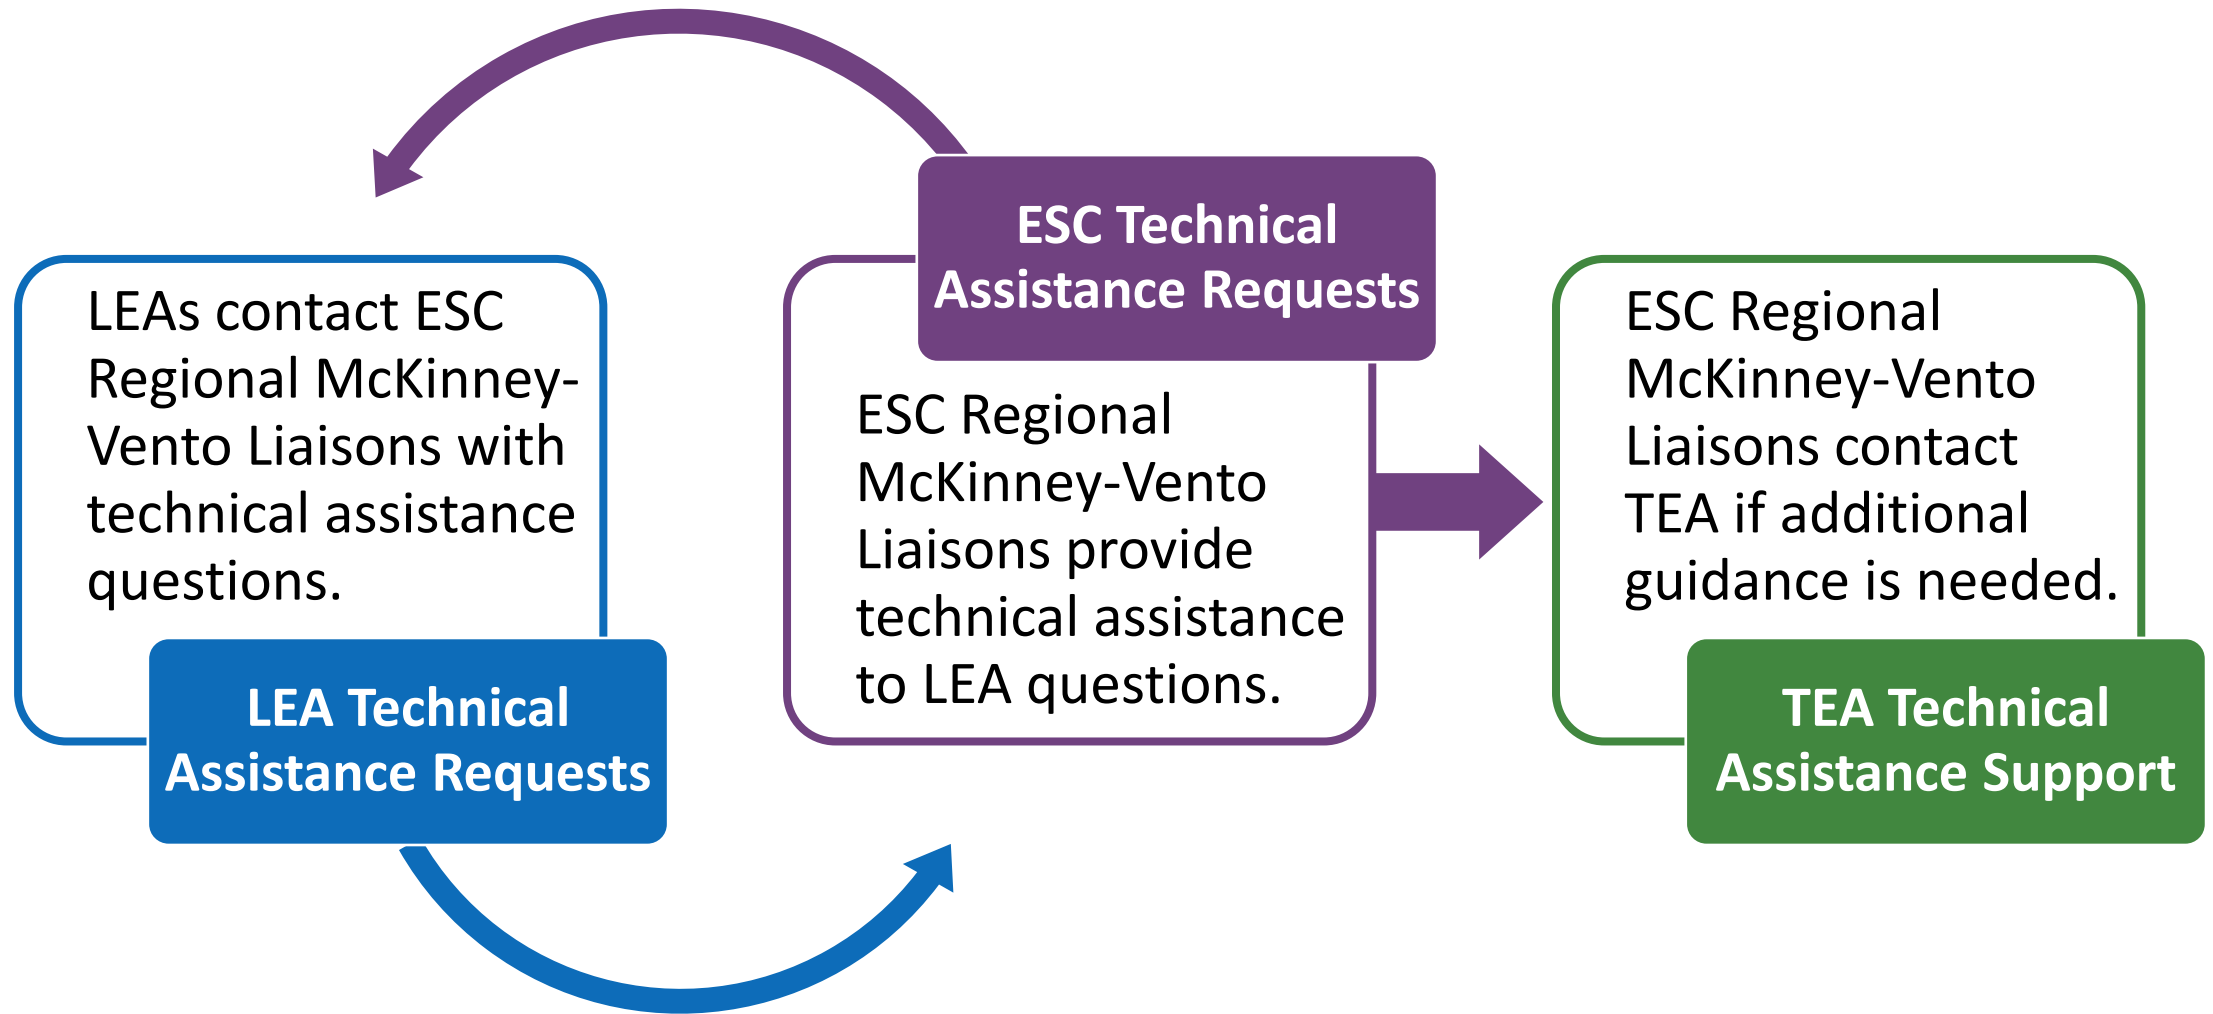 LEAs contact ESC
Regional McKinney-
Vento Liaisons with
technical assistance
questions.
LEA Technical
Assistance Requests
ESC Technical
Assistance Requests
ESC Regional
McKinney-Vento
Liaisons provide
technical assistance
to LEA questions.
ESC Regional
McKinney-Vento
Liaisons contact
TEA if additional
guidance is needed.
TEA Technical
Assistance Support